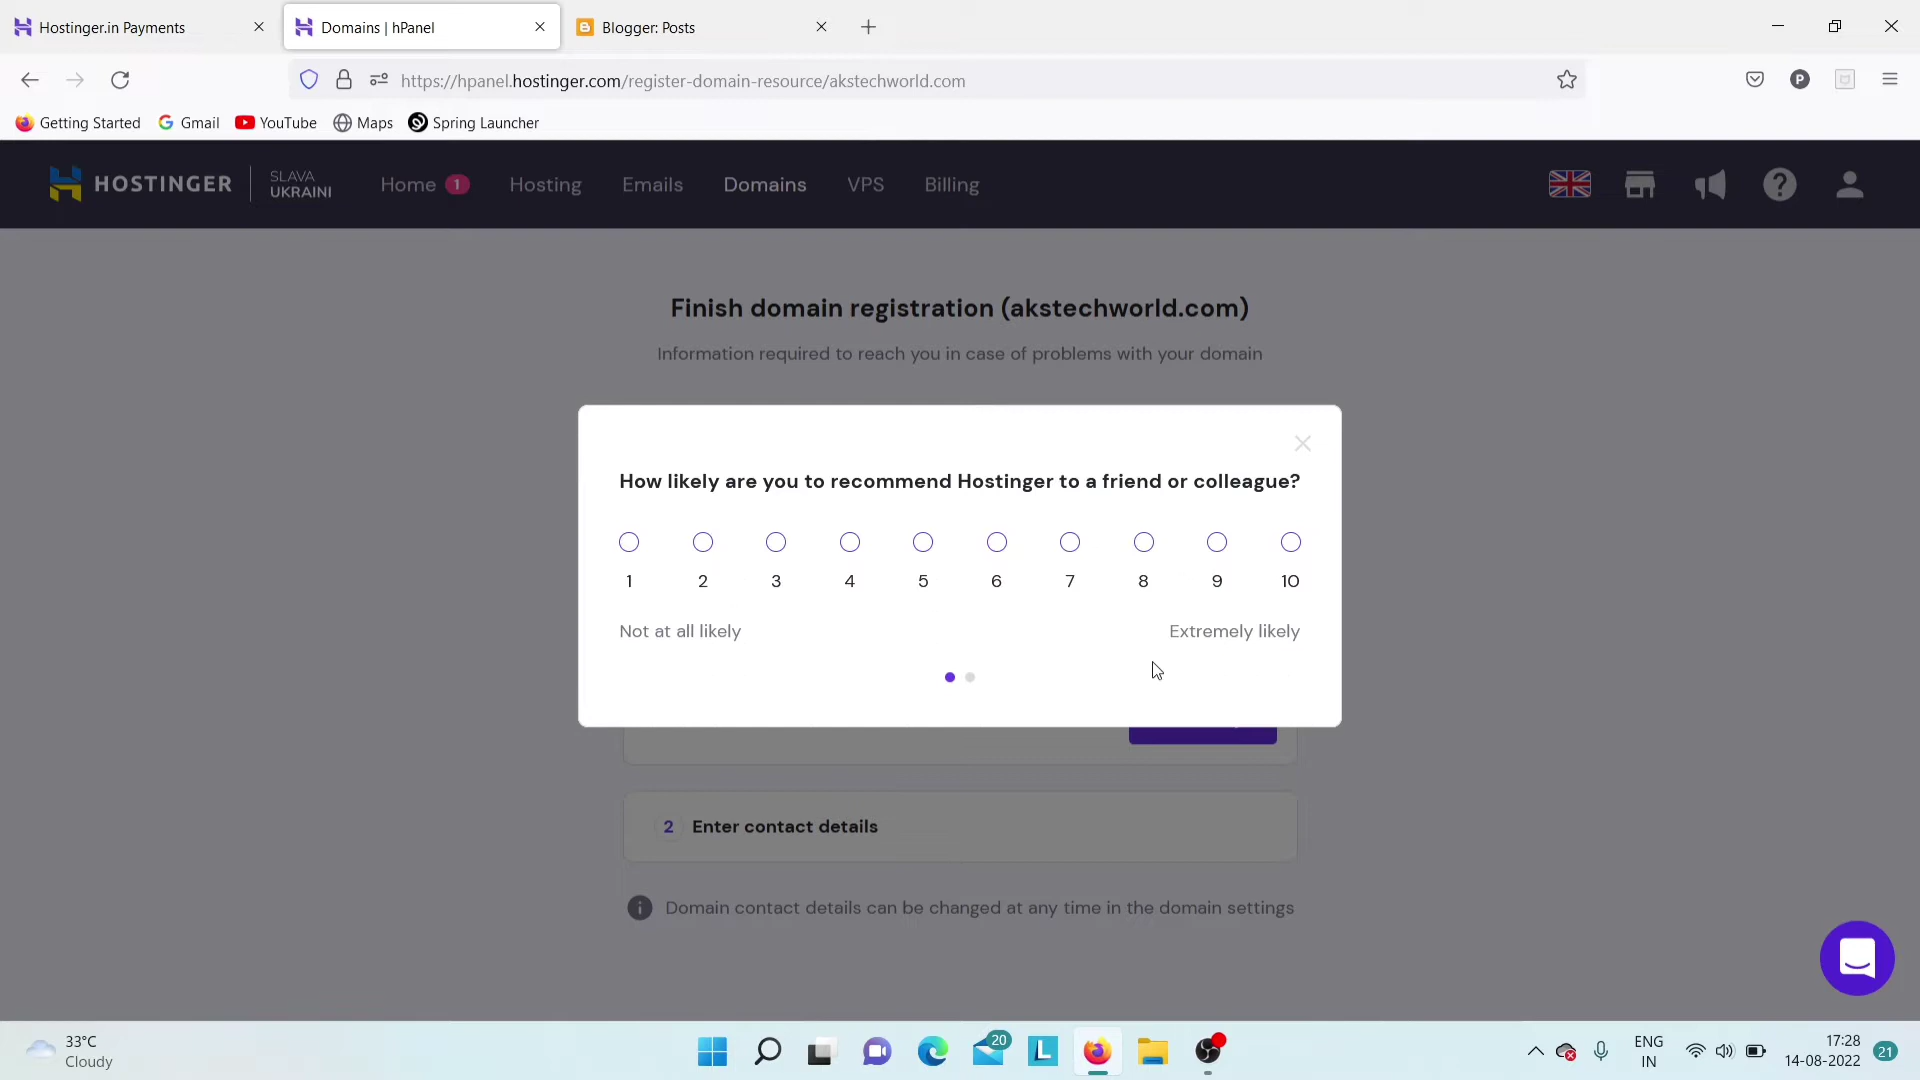 Hostinger.in Payments
Domains | hPanel
Blogger: Posts
https://hpanel.hostinger.com/register-domain-resource/akstechworld.com
P
Getting Started
Gmail
YouTube
Maps
Spring Launcher
HOSTINGER
SLAVA
UKRAINI
Home 1
Hosting
Emails
Domains
VPS
Billing
Finish domain registration (akstechworld.com)
Information required to reach you in case of problems with your domain
How likely are you to recommend Hostinger to a friend or colleague?
1 2 3 4 5 6 7 8 9 10
Not at all likely
Extremely likely
2 Enter contact details
Domain contact details can be changed at any time in the domain settings
33°C
Cloudy
20
L
ENG
IN
17:28
14-08-2022
21